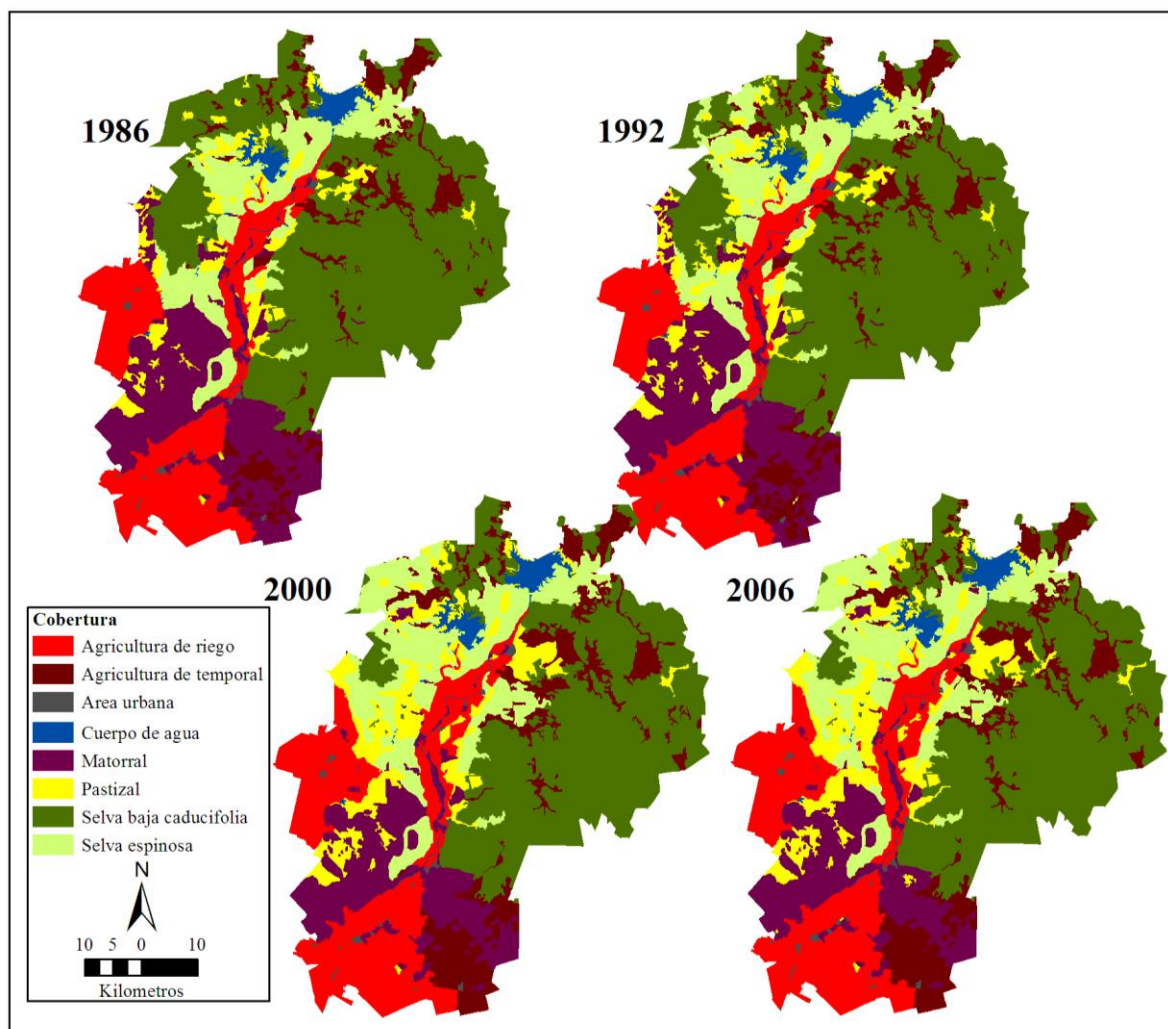 1986
1992
2000
2006
Cobertura
Agricultura de riego
Agricultura de temporal
Area urbana
Cuerpo de agua
Matorral
Pastizal
Selva baja caducifolia
Selva espinosa
N
10 5 0 10
Kilometros